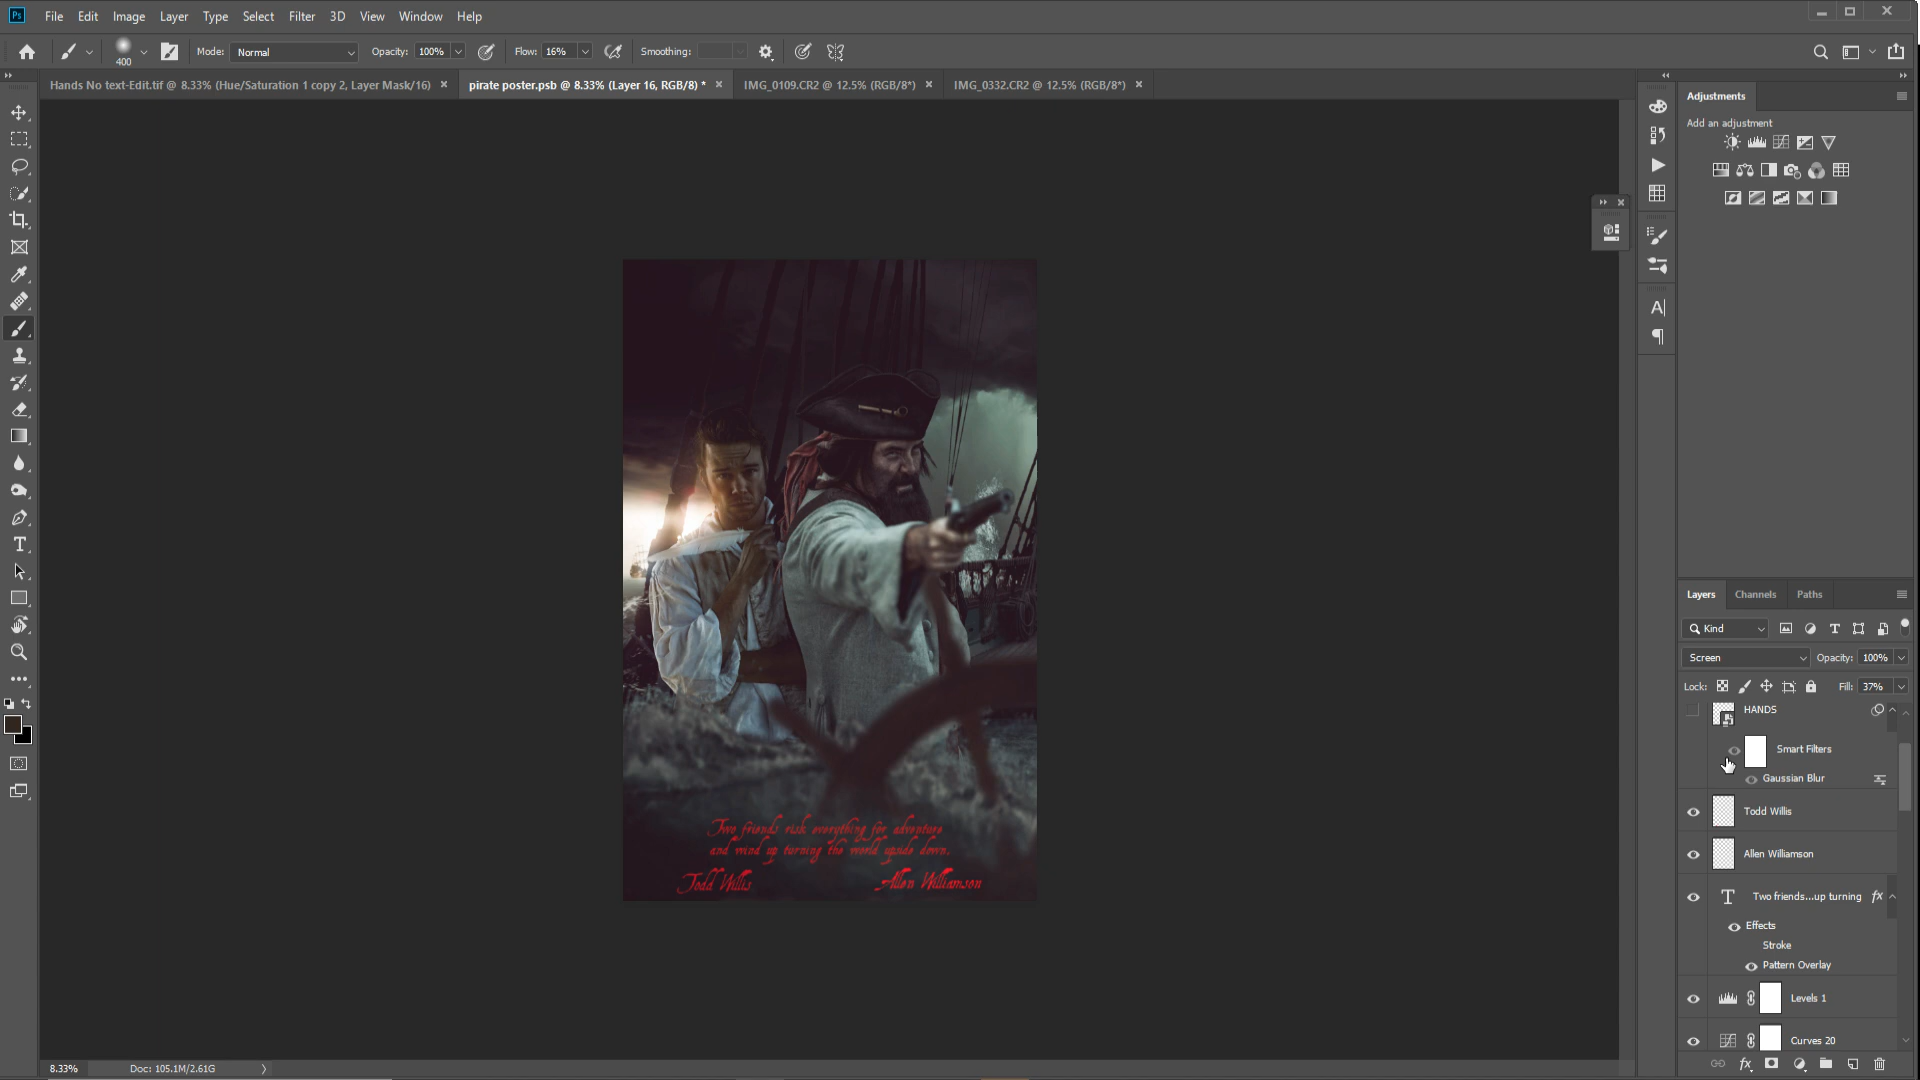 Ps File Edit Image Layer Type Select Filter 3D View Window Help
400 Mode: Normal Opacity: 100% Flow: 16% Smoothing:
Hands No text-Edit.tif @ 8.33% (Hue/Saturation 1 copy 2, Layer Mask/16) pirate poster.psb @ 8.33% (Layer 16, RGB/8) * IMG_0109.CR2 @ 12.5% (RGB/8*) IMG_0332.CR2 @ 12.5% (RGB/8*)
Adjustments
Add an adjustment
Layers Channels Paths
Kind
Screen Opacity: 100%
Lock: Fill: 37%
HANDS
Smart Filters
Gaussian Blur
Todd Willis
Allen Williamson
Two friends...up turning fx
Effects
Stroke
Pattern Overlay
Levels 1
Curves 20
Two friends risk everything for adventure
and wind up turning the world upside down.
Todd Willis Allen Williamson
8.33% Doc: 105.1M/2.61G